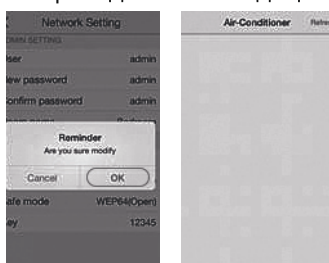 Network Setting
ADMIN SETTING
User admin
New password admin
Confirm password admin
Reminder
Are you sure modify
Cancel OK
Safe mode WEP64(Open)
Key 12345
Air-Conditioner